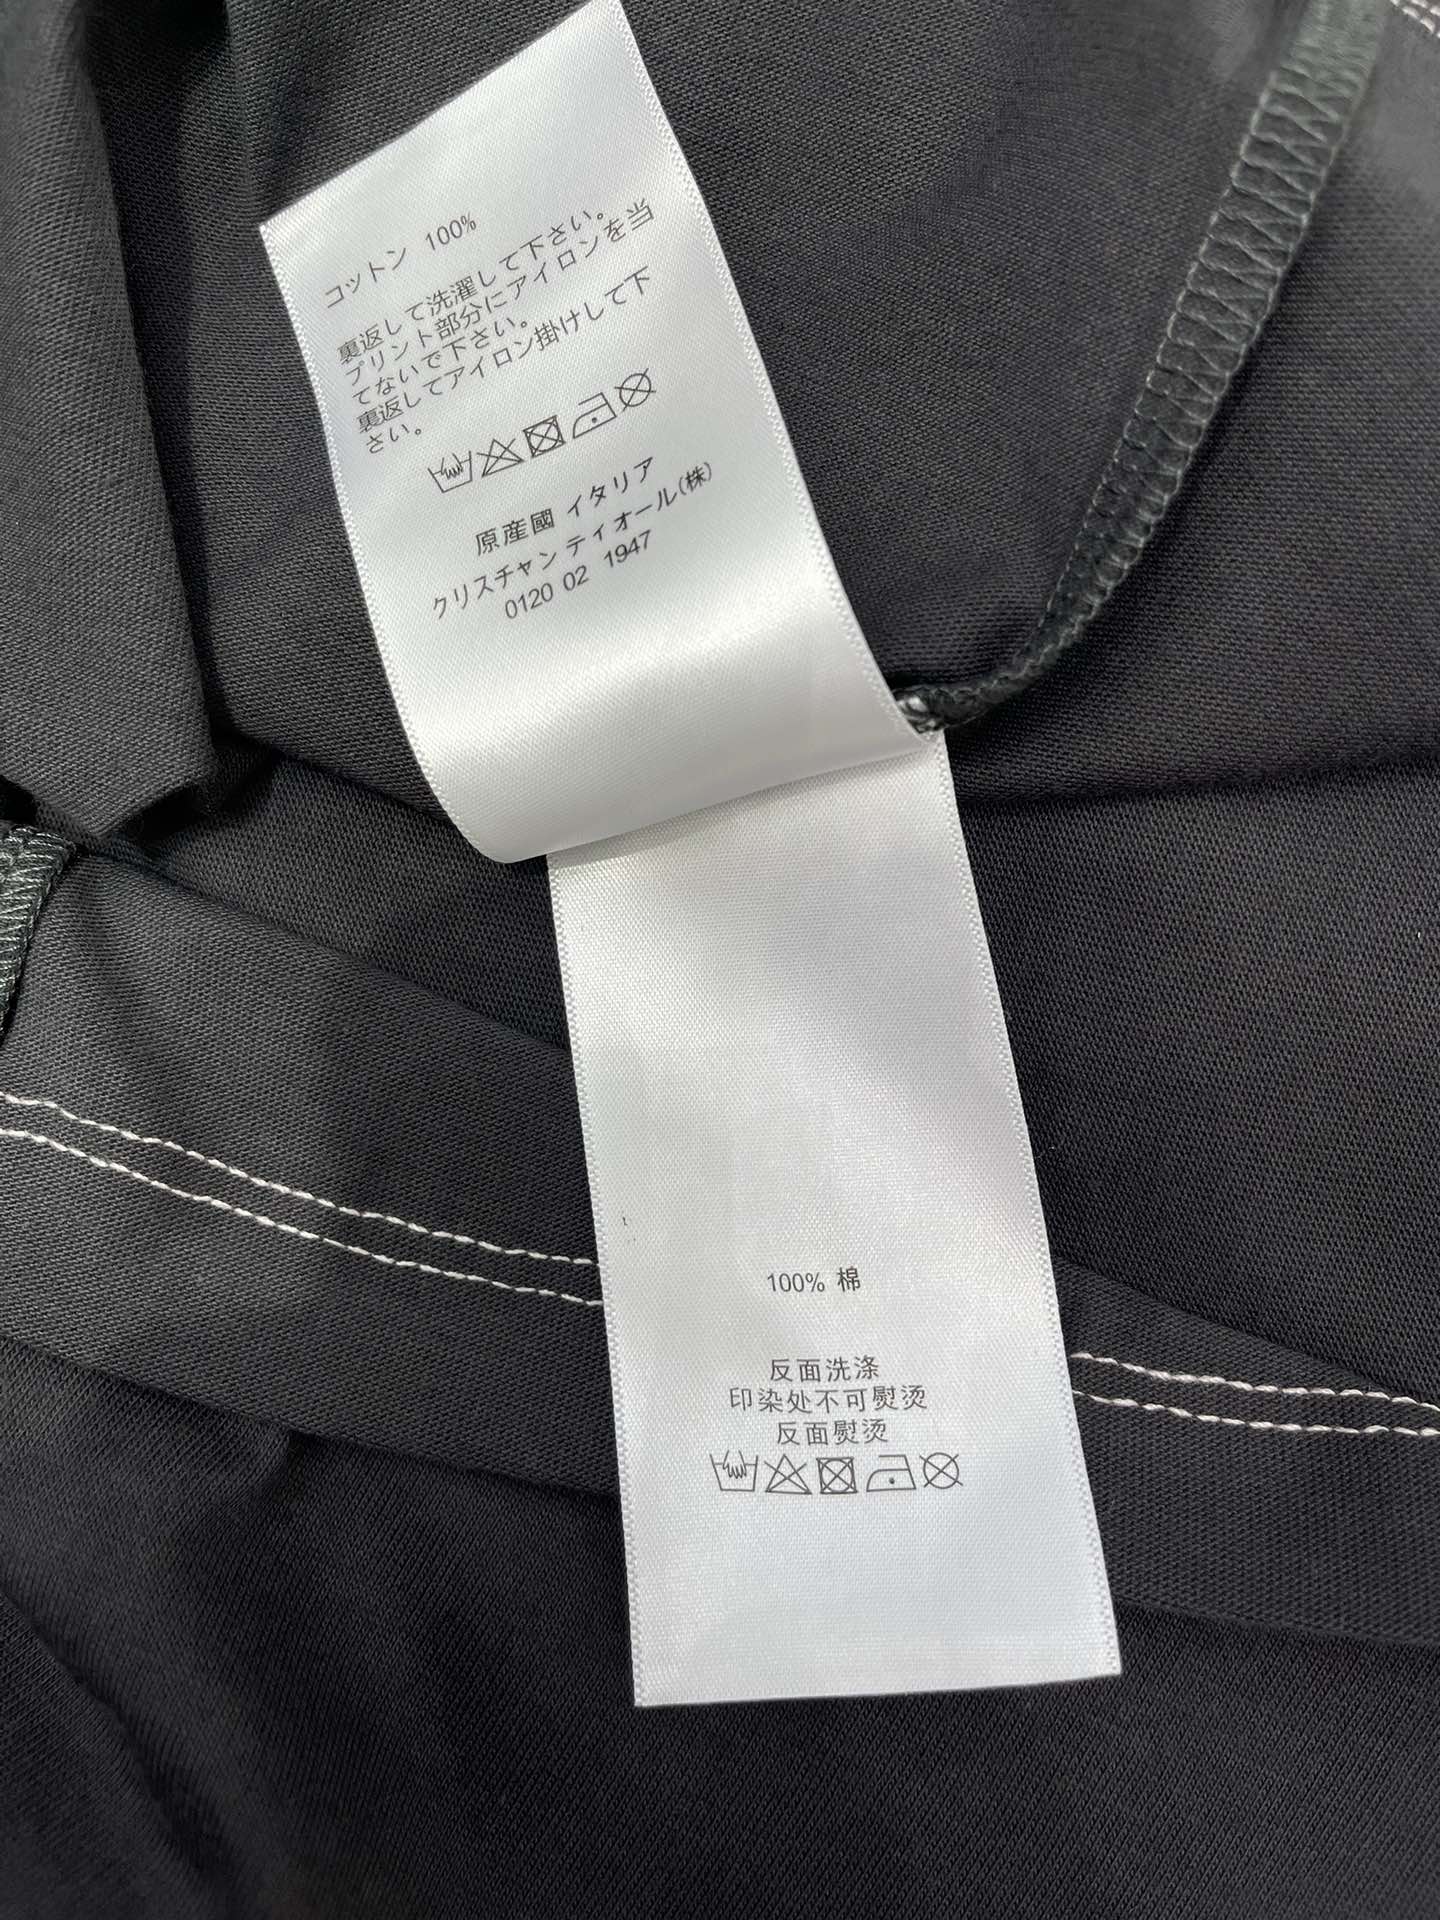 コットン 100%
裏返して洗濯して下さい。
プリント部分にアイロンを当
てないで下さい。
裏返してアイロン掛けして下
さい。
原産國 イタリア
クリスチャン ティオール(株)
0120 02 1947
100% 棉
反面洗涤
印染处不可熨烫
反面熨烫